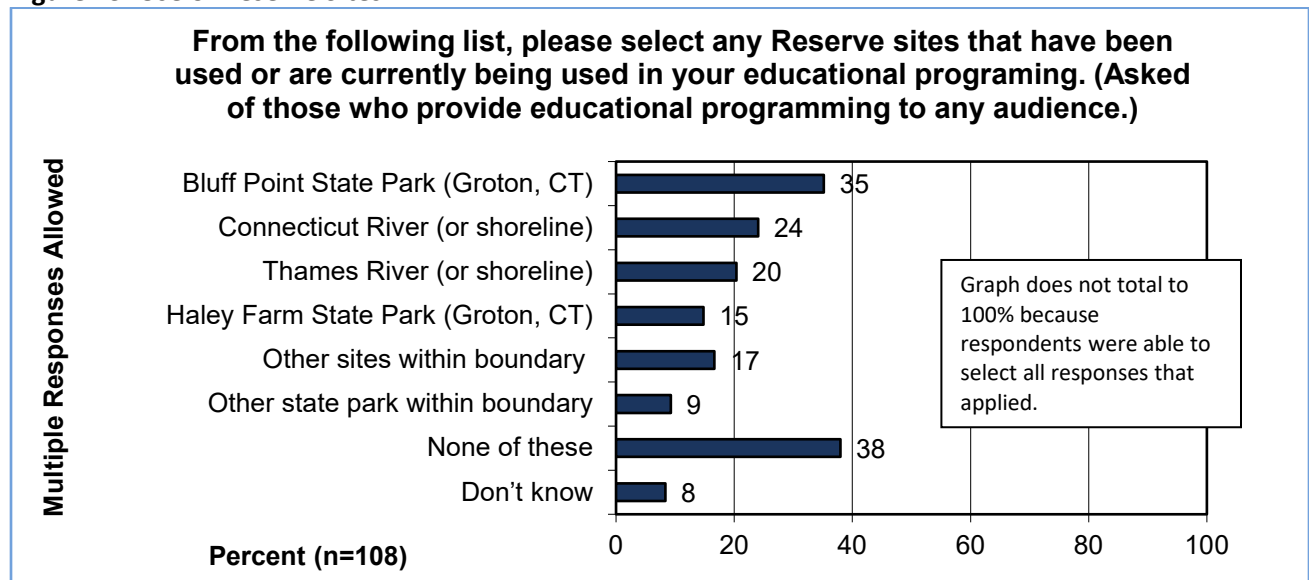 From the following list, please select any Reserve sites that have been
used or are currently being used in your educational programing. (Asked
of those who provide educational programming to any audience.)
Multiple Responses Allowed
Bluff Point State Park (Groton, CT) 35
Connecticut River (or shoreline) 24
Thames River (or shoreline) 20
Haley Farm State Park (Groton, CT) 15
Other sites within boundary 17
Other state park within boundary 9
None of these 38
Don't know 8
Graph does not total to
100% because
respondents were able to
select all responses that
applied.
0 20 40 60 80 100
Percent (n=108)